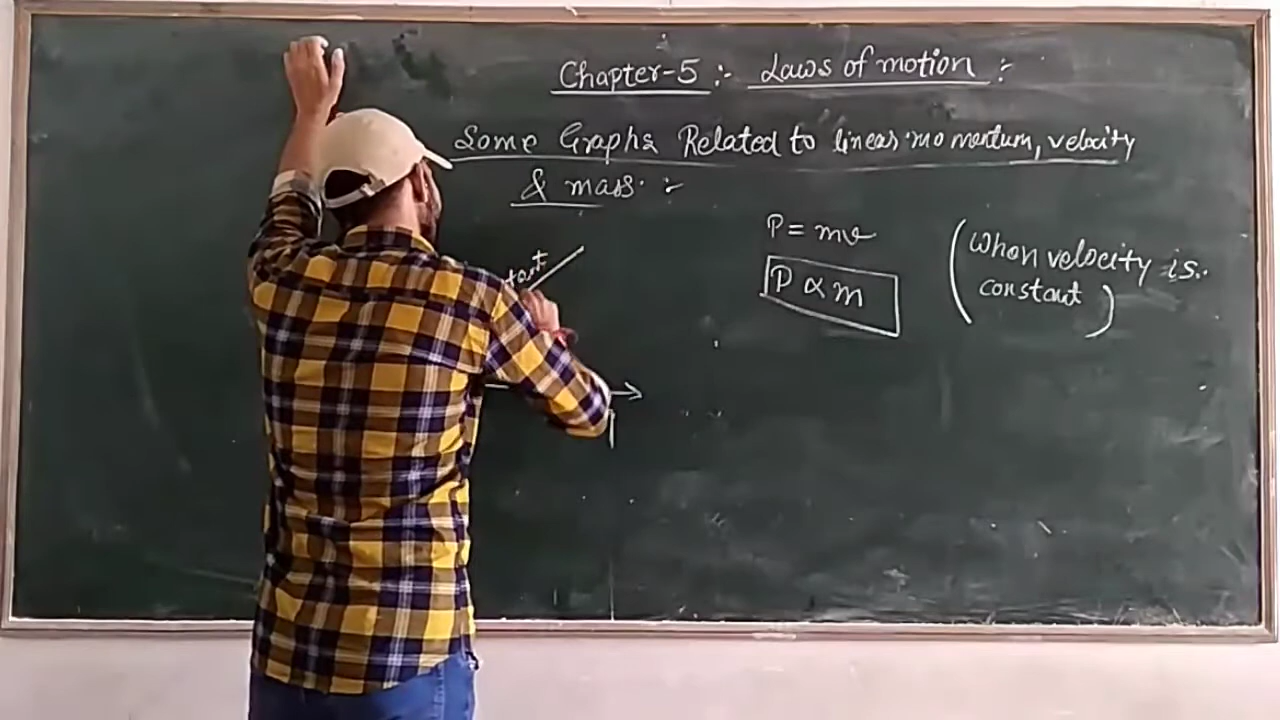 Chapter-5 :- Laws of motion :-
Some Graphs Related to linear momentum, velocity
& mass :-
P = mv
P ∝ m
(When velocity is
constant)